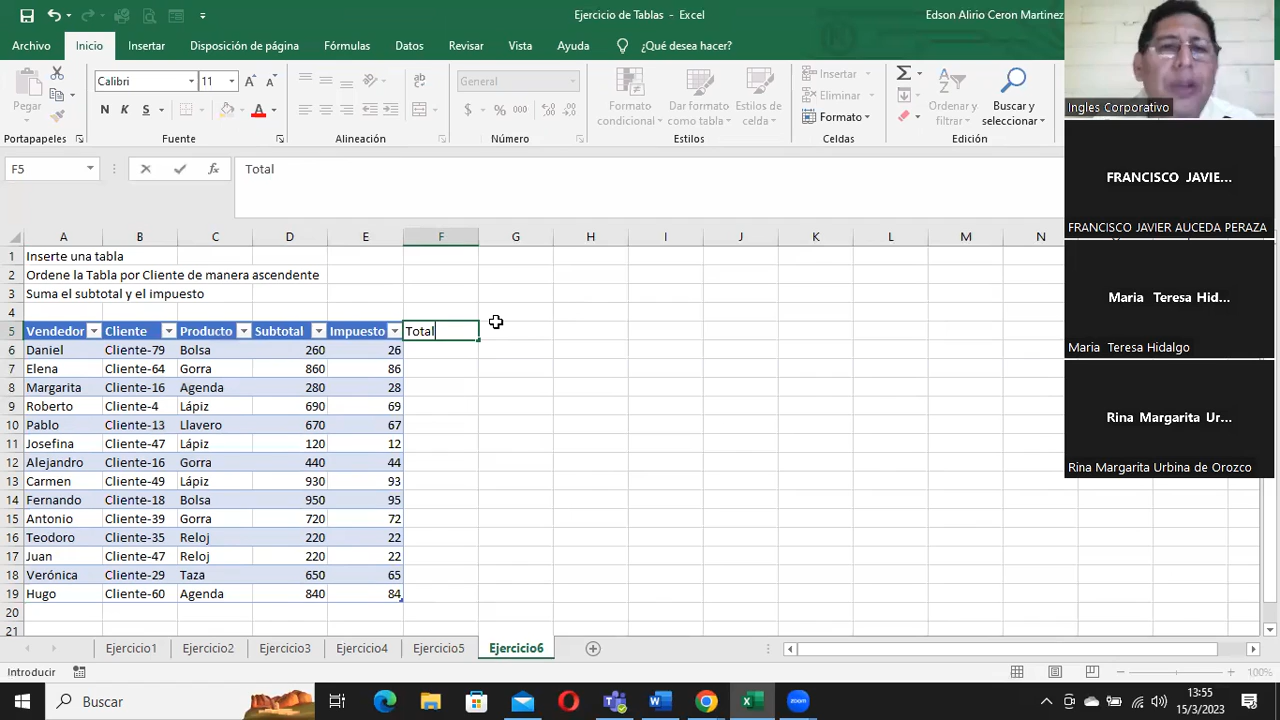 Ejercicio de Tablas - Excel
Edson Alirio Ceron Martinez
Archivo Inicio Insertar Disposición de página Fórmulas Datos Revisar Vista Ayuda ¿Qué desea hacer?
Calibri 11 General
Pegar
N K S
Formato condicional
Dar formato como tabla
Estilos de celda
Insertar
Eliminar
Formato
Ordenar y filtrar
Buscar y seleccionar
Portapapeles Fuente Alineación Número Estilos Celdas Edición
F5 Total
A B C D E F G H I J K L M N
1 Inserte una tabla
2 Ordene la Tabla por Cliente de manera ascendente
3 Suma el subtotal y el impuesto
4
5 Vendedor Cliente Producto Subtotal Impuesto Total
6 Daniel Cliente-79 Bolsa 260 26
7 Elena Cliente-64 Gorra 860 86
8 Margarita Cliente-16 Agenda 280 28
9 Roberto Cliente-4 Lápiz 690 69
10 Pablo Cliente-13 Llavero 670 67
11 Josefina Cliente-47 Lápiz 120 12
12 Alejandro Cliente-16 Gorra 440 44
13 Carmen Cliente-49 Lápiz 930 93
14 Fernando Cliente-18 Bolsa 950 95
15 Antonio Cliente-39 Gorra 720 72
16 Teodoro Cliente-35 Reloj 220 22
17 Juan Cliente-47 Reloj 220 22
18 Verónica Cliente-29 Taza 650 65
19 Hugo Cliente-60 Agenda 840 84
20
21
Ejercicio1 Ejercicio2 Ejercicio3 Ejercicio4 Ejercicio5 Ejercicio6
Introducir 100%
Buscar
13:55
15/3/2023
Ingles Corporativo
FRANCISCO JAVIE...
FRANCISCO JAVIER AUCEDA PERAZA
Maria Teresa Hid...
Maria Teresa Hidalgo
Rina Margarita Ur...
Rina Margarita Urbina de Orozco